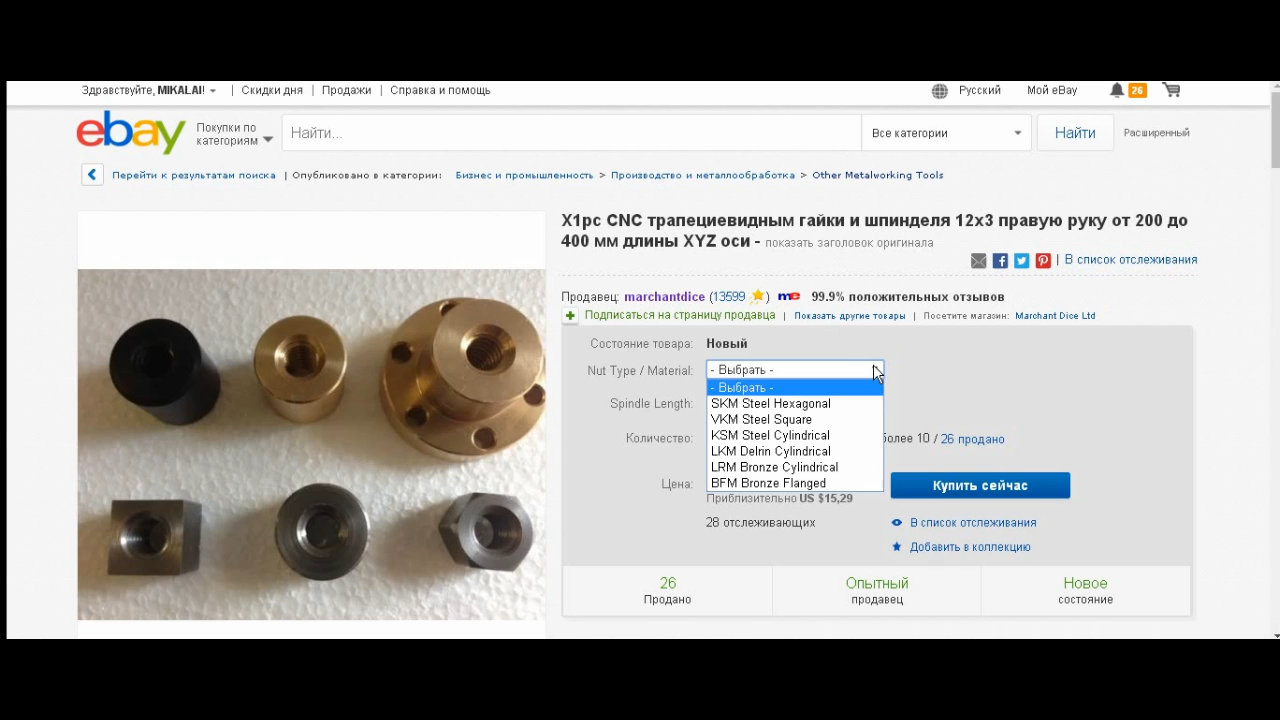 Здравствуйте, MIKALAI! | Скидки дня | Продажи | Справка и помощь
Русский Мой eBay 26
ebay
Покупки по категориям
Найти...
Все категории
Найти
Расширенный
Перейти к результатам поиска | Опубликовано в категории: Бизнес и промышленность > Производство и металлообработка > Other Metalworking Tools
X1pc CNC трапециевидным гайки и шпинделя 12x3 правую руку от 200 до
400 мм длины XYZ оси - показать заголовок оригинала
| В список отслеживания
Продавец: marchantdice (13599 ) me 99.9% положительных отзывов
Подписаться на страницу продавца | Показать другие товары | Посетите магазин: Marchant Dice Ltd
Состояние товара: Новый
Nut Type / Material: - Выбрать -
- Выбрать -
Spindle Length: SKM Steel Hexagonal
VKM Steel Square
Количество: KSM Steel Cylindrical более 10 / 26 продано
LKM Delrin Cylindrical
LRM Bronze Cylindrical
Цена: BFM Bronze Flanged Купить сейчас
Приблизительно US $15,29
28 отслеживающих В список отслеживания
Добавить в коллекцию
26 Опытный Новое
Продано продавец состояние